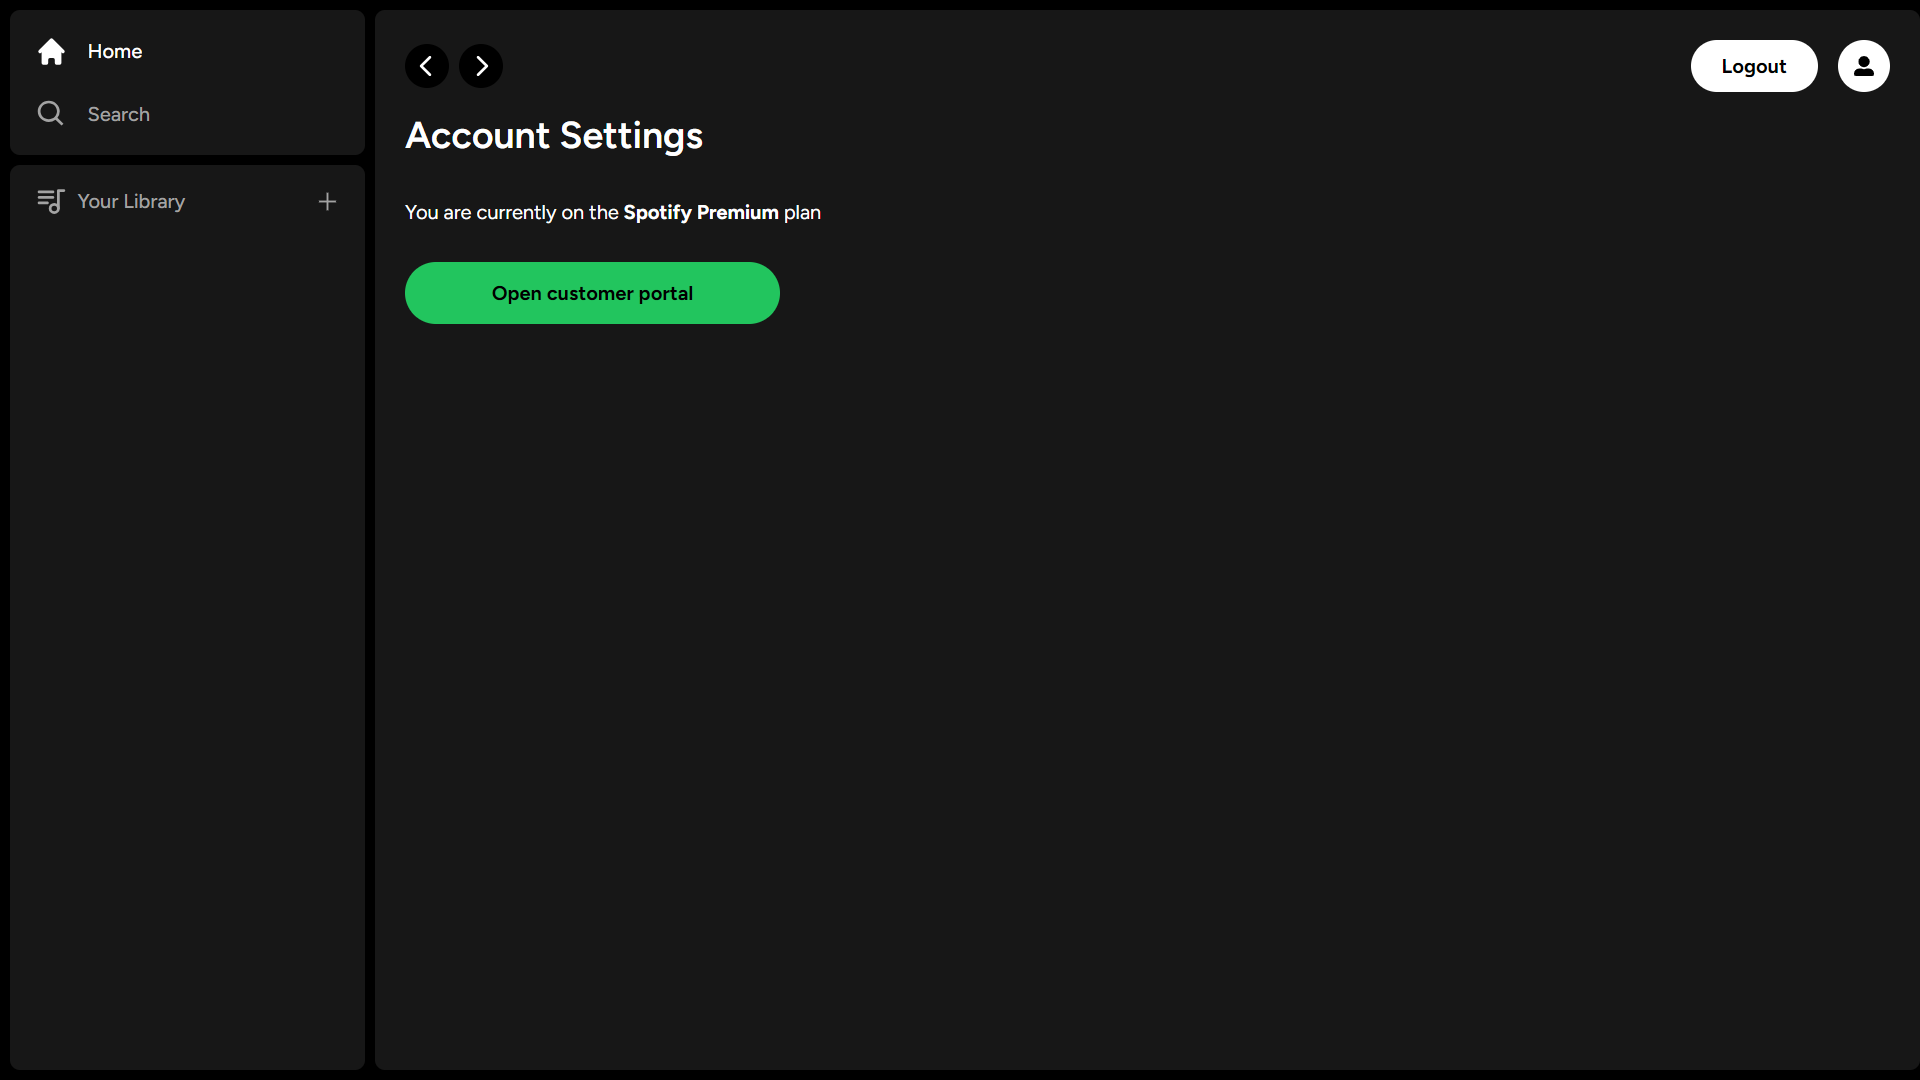 Home
Search
Your Library
Logout
Account Settings
You are currently on the Spotify Premium plan
Open customer portal